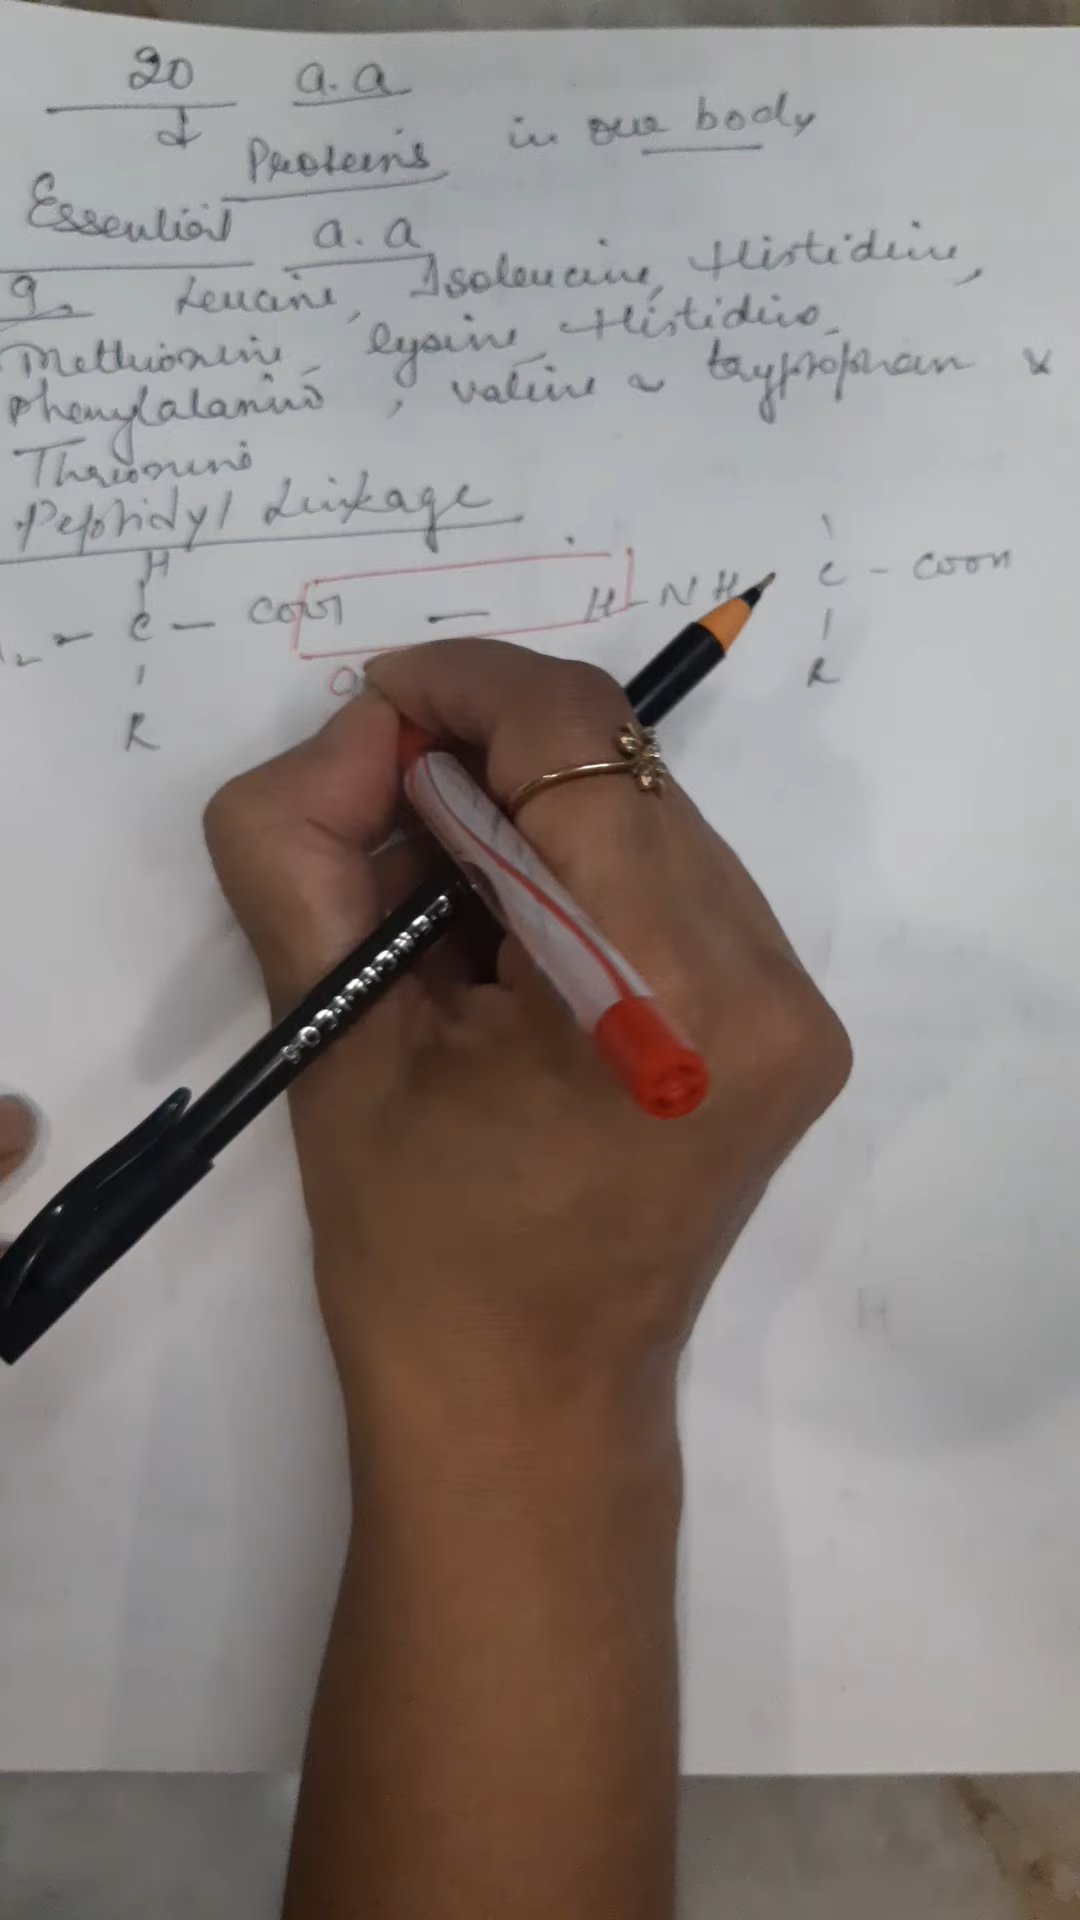 20 a.a
Proteins in our body
Essential a.a
9. Leucine, Isoleucine, Histidine,
Methionine, lysine, Histidine,
Phenylalanine, valine ~ tryptophan &
Threonine
Peptidyl Linkage
H
2 - C - COOH — H - NH C - COOH
R R